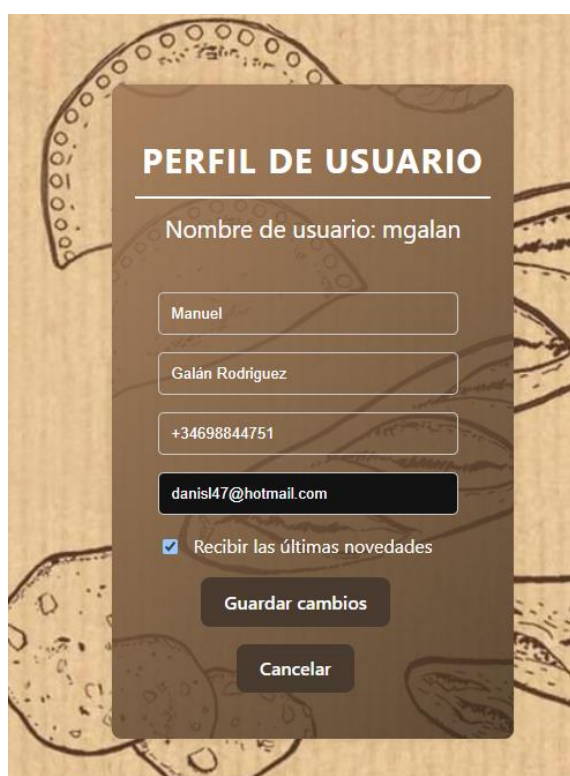 PERFIL DE USUARIO
Nombre de usuario: mgalan
Manuel
Galán Rodriguez
+34698844751
danisl47@hotmail.com
Recibir las últimas novedades
Guardar cambios
Cancelar